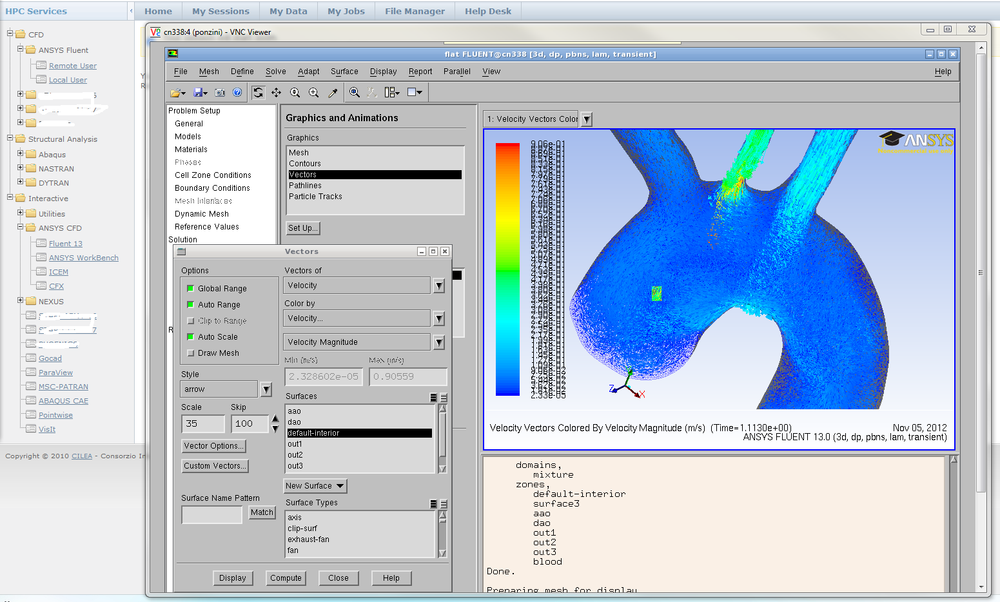 HPC Services
Home
My Sessions
My Data
My Jobs
File Manager
Help Desk
CFD
ANSYS Fluent
Remote User
Local User
Structural Analysis
Abaqus
NASTRAN
DYTRAN
Interactive
Utilities
ANSYS CFD
Fluent 13
ANSYS WorkBench
ICEM
CFX
NEXUS
Gocad
ParaView
MSC-PATRAN
ABAQUS CAE
Pointwise
VisIt
Copyright © 2010 CILEA - Consorzio
cn338:4 (ponzini) - VNC Viewer
flat FLUENT@cn338 [3d, dp, pbns, lam, transient]
File Mesh Define Solve Adapt Surface Display Report Parallel View Help
Problem Setup
General
Models
Materials
Phases
Cell Zone Conditions
Boundary Conditions
Mesh Interfaces
Dynamic Mesh
Reference Values
Solution
Graphics and Animations
Graphics
Mesh
Contours
Vectors
Pathlines
Particle Tracks
Set Up...
Vectors
Options
Global Range
Auto Range
Clip to Range
Auto Scale
Draw Mesh
Style
arrow
Scale
Skip
35
100
Vector Options...
Custom Vectors...
Surface Name Pattern
Match
Vectors of
Velocity
Color by
Velocity...
Velocity Magnitude
Min (m/s)
Max (m/s)
2.328602e-05
0.90559
Surfaces
aao
dao
default-interior
out1
out2
out3
New Surface
Surface Types
axis
clip-surf
exhaust-fan
fan
Display
Compute
Close
Help
1: Velocity Vectors Color
9.06e-01
2.33e-05
ANSYS
Noncommercial use only
Z
X
Velocity Vectors Colored By Velocity Magnitude (m/s) (Time=1.1130e+00)
Nov 05, 2012
ANSYS FLUENT 13.0 (3d, dp, pbns, lam, transient)
domains,
mixture
zones,
default-interior
surface3
aao
dao
out1
out2
out3
blood
Done.
Preparing mesh for display